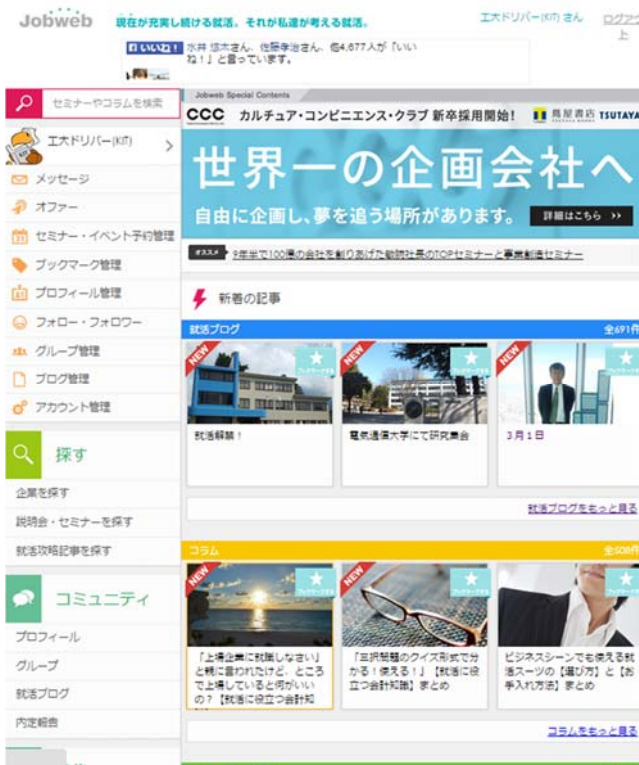 Jobweb
現在が充実し続ける就活。それが私達が考える就活。
工大ドリバー(KIT) さん
いいね!
水井 悠太さん、佐藤孝治さん、他4,677人が「いい
ね!」と言っています。
セミナーやコラムを検索
工大ドリバー(KIT)
メッセージ
オファー
セミナー・イベント予約管理
ブックマーク管理
プロフィール管理
フォロー・フォロワー
グループ管理
ブログ管理
アカウント管理
探す
企業を探す
説明会・セミナーを探す
就活攻略記事を探す
コミュニティ
プロフィール
グループ
就活ブログ
内定報告
Jobweb Special Contents
CCC カルチュア・コンビニエンス・クラブ 新卒採用開始! 蔦屋書店 TSUTAYA
世界一の企画会社へ
自由に企画し、夢を追う場所があります。 詳細はこちら
オススメ 9年半で100億の会社を創りあげた敏腕社長のTOPセミナーと事業創造セミナー
新着の記事
就活ブログ 全691件
NEW
NEW
NEW
就活解禁!
電気通信大学にて研究集会
3月1日
就活ブログをもっと見る
コラム 全508件
NEW
NEW
「上場企業に就職しなさい」
と親に言われたけど、ところ
で上場していると何がいい
の?【就活に役立つ会計知
「三択問題のクイズ形式で分
かる!使える!」【就活に役
立つ会計知識】まとめ
ビジネスシーンでも使える就
活スーツの【選び方】と【お
手入れ方法】まとめ
コラムをもっと見る